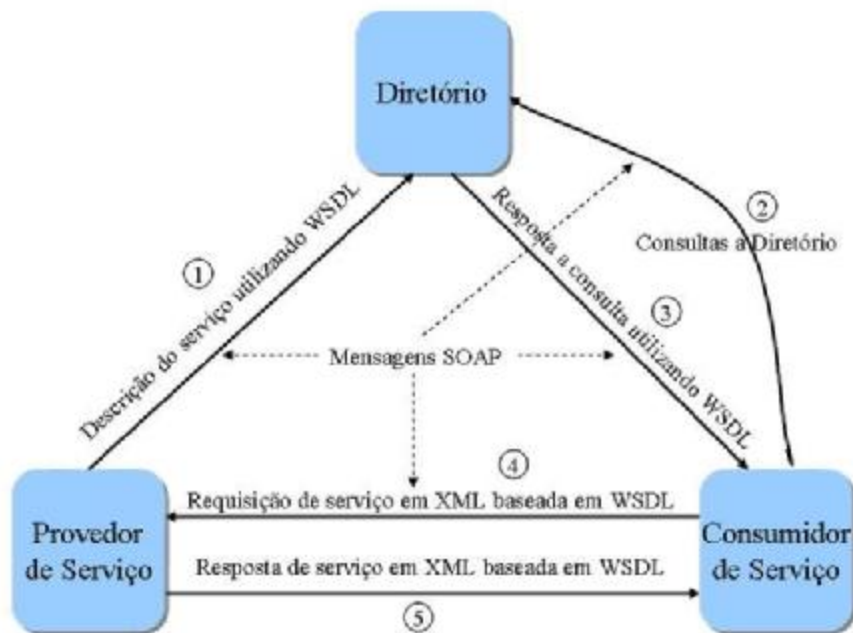 Diretório
①
Descrição do serviço utilizando WSDL
②
Consultas a Diretório
Resposta a consulta utilizando WSDL
③
Mensagens SOAP
④
Requisição de serviço em XML baseada em WSDL
Provedor
de Serviço
Consumidor
de Serviço
Resposta de serviço em XML baseada em WSDL
⑤